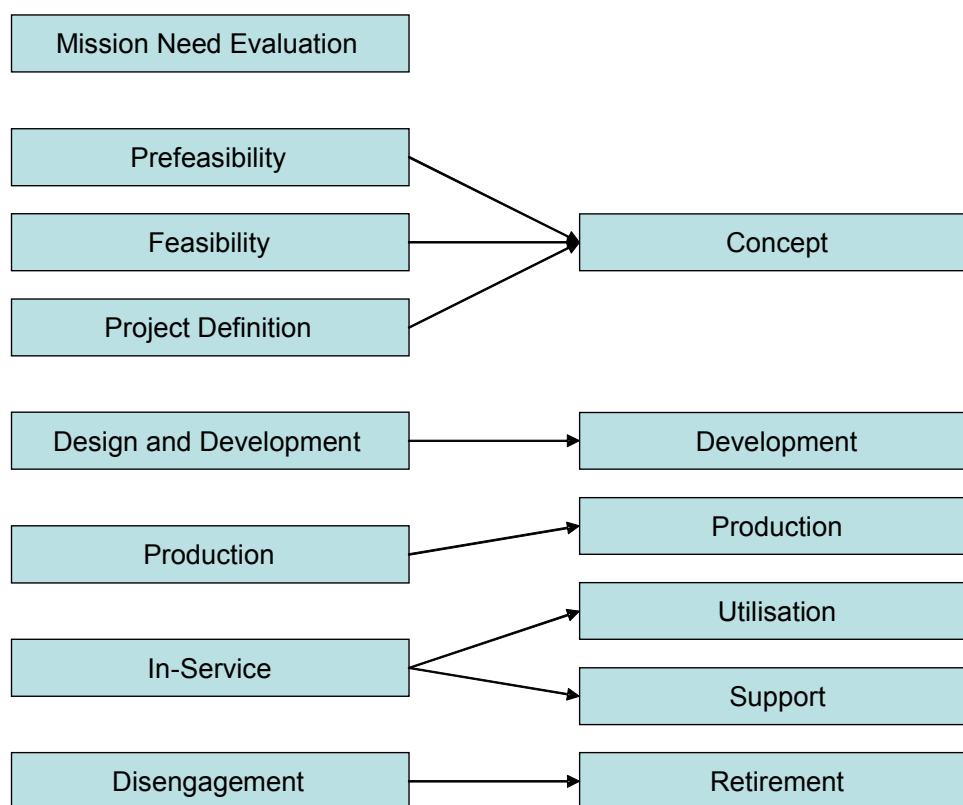 Mission Need Evaluation
Prefeasibility
Feasibility
Concept
Project Definition
Design and Development
Development
Production
Production
In-Service
Utilisation
Support
Disengagement
Retirement